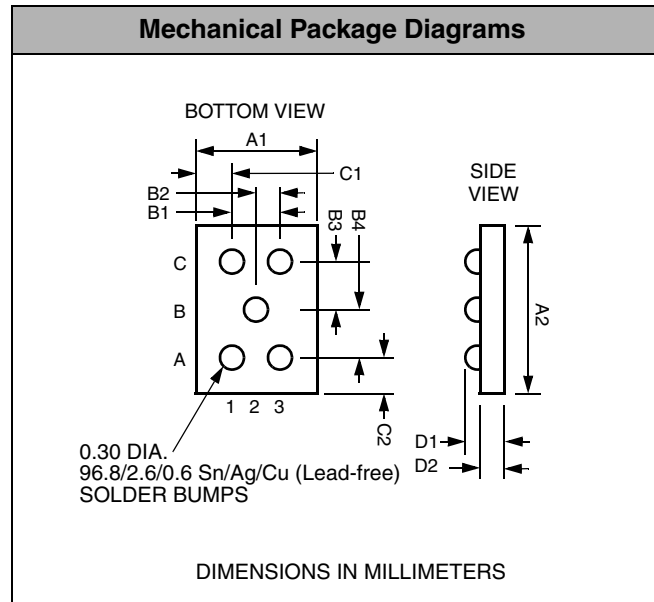 Mechanical Package Diagrams
BOTTOM VIEW
A1
C1
B2
B1
B3
B4
SIDE
VIEW
C
B
A
A2
1 2 3
C2
D1
D2
0.30 DIA.
96.8/2.6/0.6 Sn/Ag/Cu (Lead-free)
SOLDER BUMPS
DIMENSIONS IN MILLIMETERS